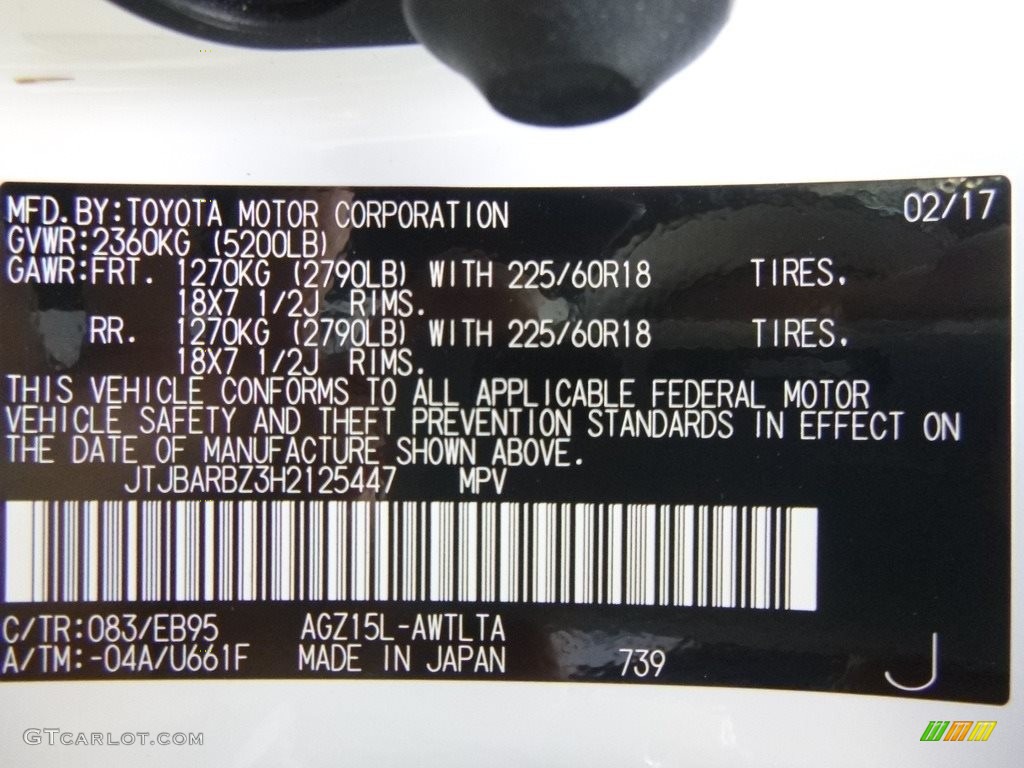 MFD.BY:TOYOTA MOTOR CORPORATION 02/17
GVWR:2360KG (5200LB)
GAWR:FRT. 1270KG (2790LB) WITH 225/60R18 TIRES.
18X7 1/2J RIMS.
RR. 1270KG (2790LB) WITH 225/60R18 TIRES.
18X7 1/2J RIMS.
THIS VEHICLE CONFORMS TO ALL APPLICABLE FEDERAL MOTOR
VEHICLE SAFETY AND THEFT PREVENTION STANDARDS IN EFFECT ON
THE DATE OF MANUFACTURE SHOWN ABOVE.
JTJBARBZ3H2125447 MPV
C/TR:083/EB95 AGZ15L-AWTLTA
A/TM:-04A/U661F MADE IN JAPAN 739 J
GTCARLOT.COM